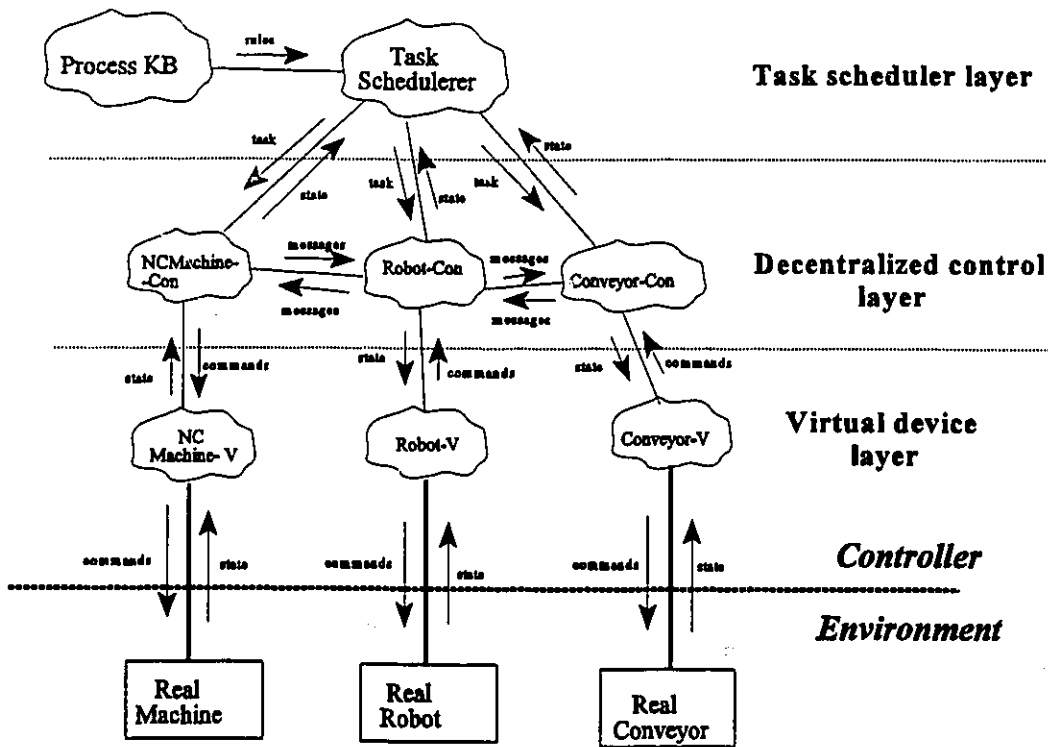 rules
Process KB
Task
Schedulerer
Task scheduler layer
task
state
task
state
task
state
NCMachine-
-Con
messages
messages
Robot-Con
messages
messages
Conveyor-Con
Decentralized control
layer
state
commands
state
commands
state
commands
NC
Machine- V
Robot-V
Conveyor-V
Virtual device
layer
commands
state
commands
state
commands
state
Controller
Environment
Real
Machine
Real
Robot
Real
Conveyor